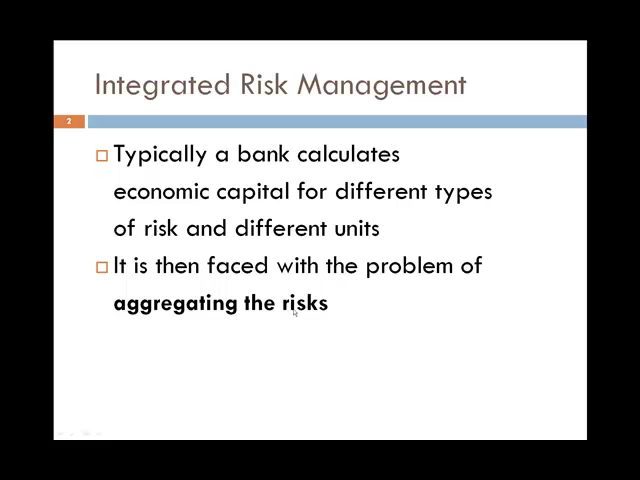 Integrated Risk Management
2
Typically a bank calculates
economic capital for different types
of risk and different units
It is then faced with the problem of
aggregating the risks